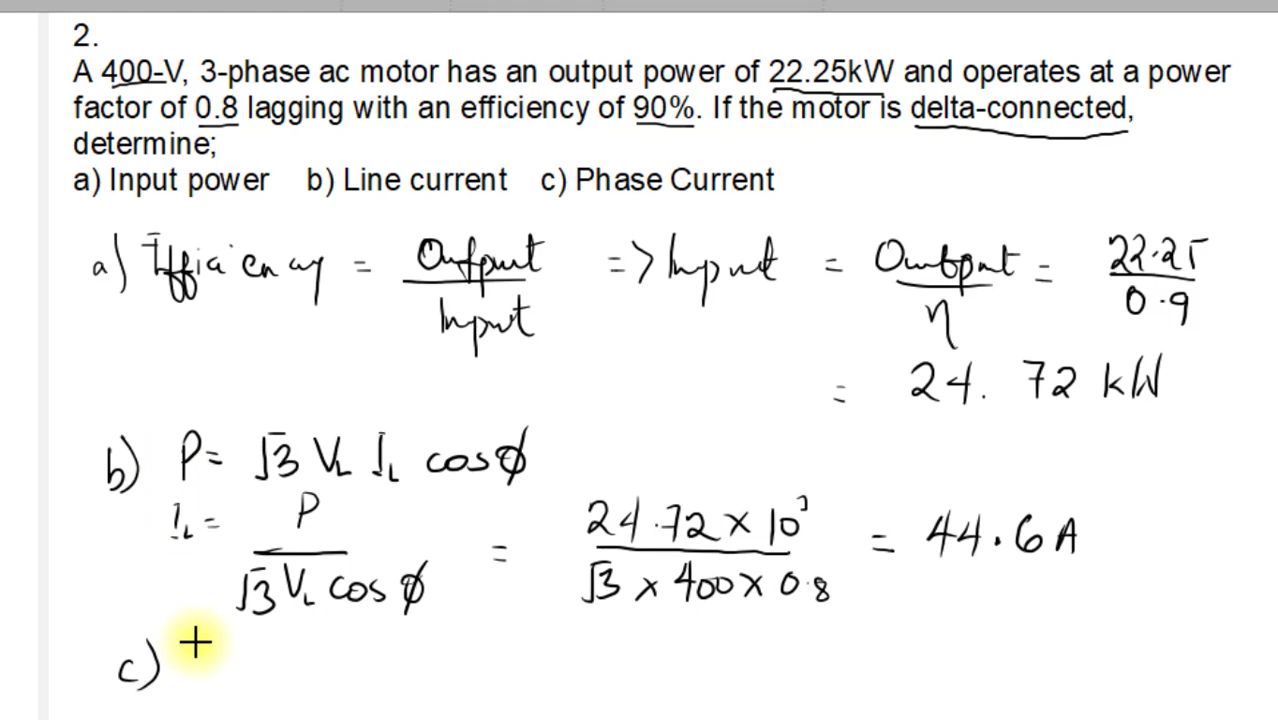 2.
A 400-V, 3-phase ac motor has an output power of 22.25kW and operates at a power
factor of 0.8 lagging with an efficiency of 90%. If the motor is delta-connected,
determine;
a) Input power b) Line current c) Phase Current
a) Efficiency = Output / Input => Input = Output / η = 22.25 / 0.9
= 24.72 kW
b) P = √3 VL IL cos ϕ
IL = P / √3 VL cos ϕ = 24.72 × 10³ / √3 × 400 × 0.8 = 44.6 A
c)